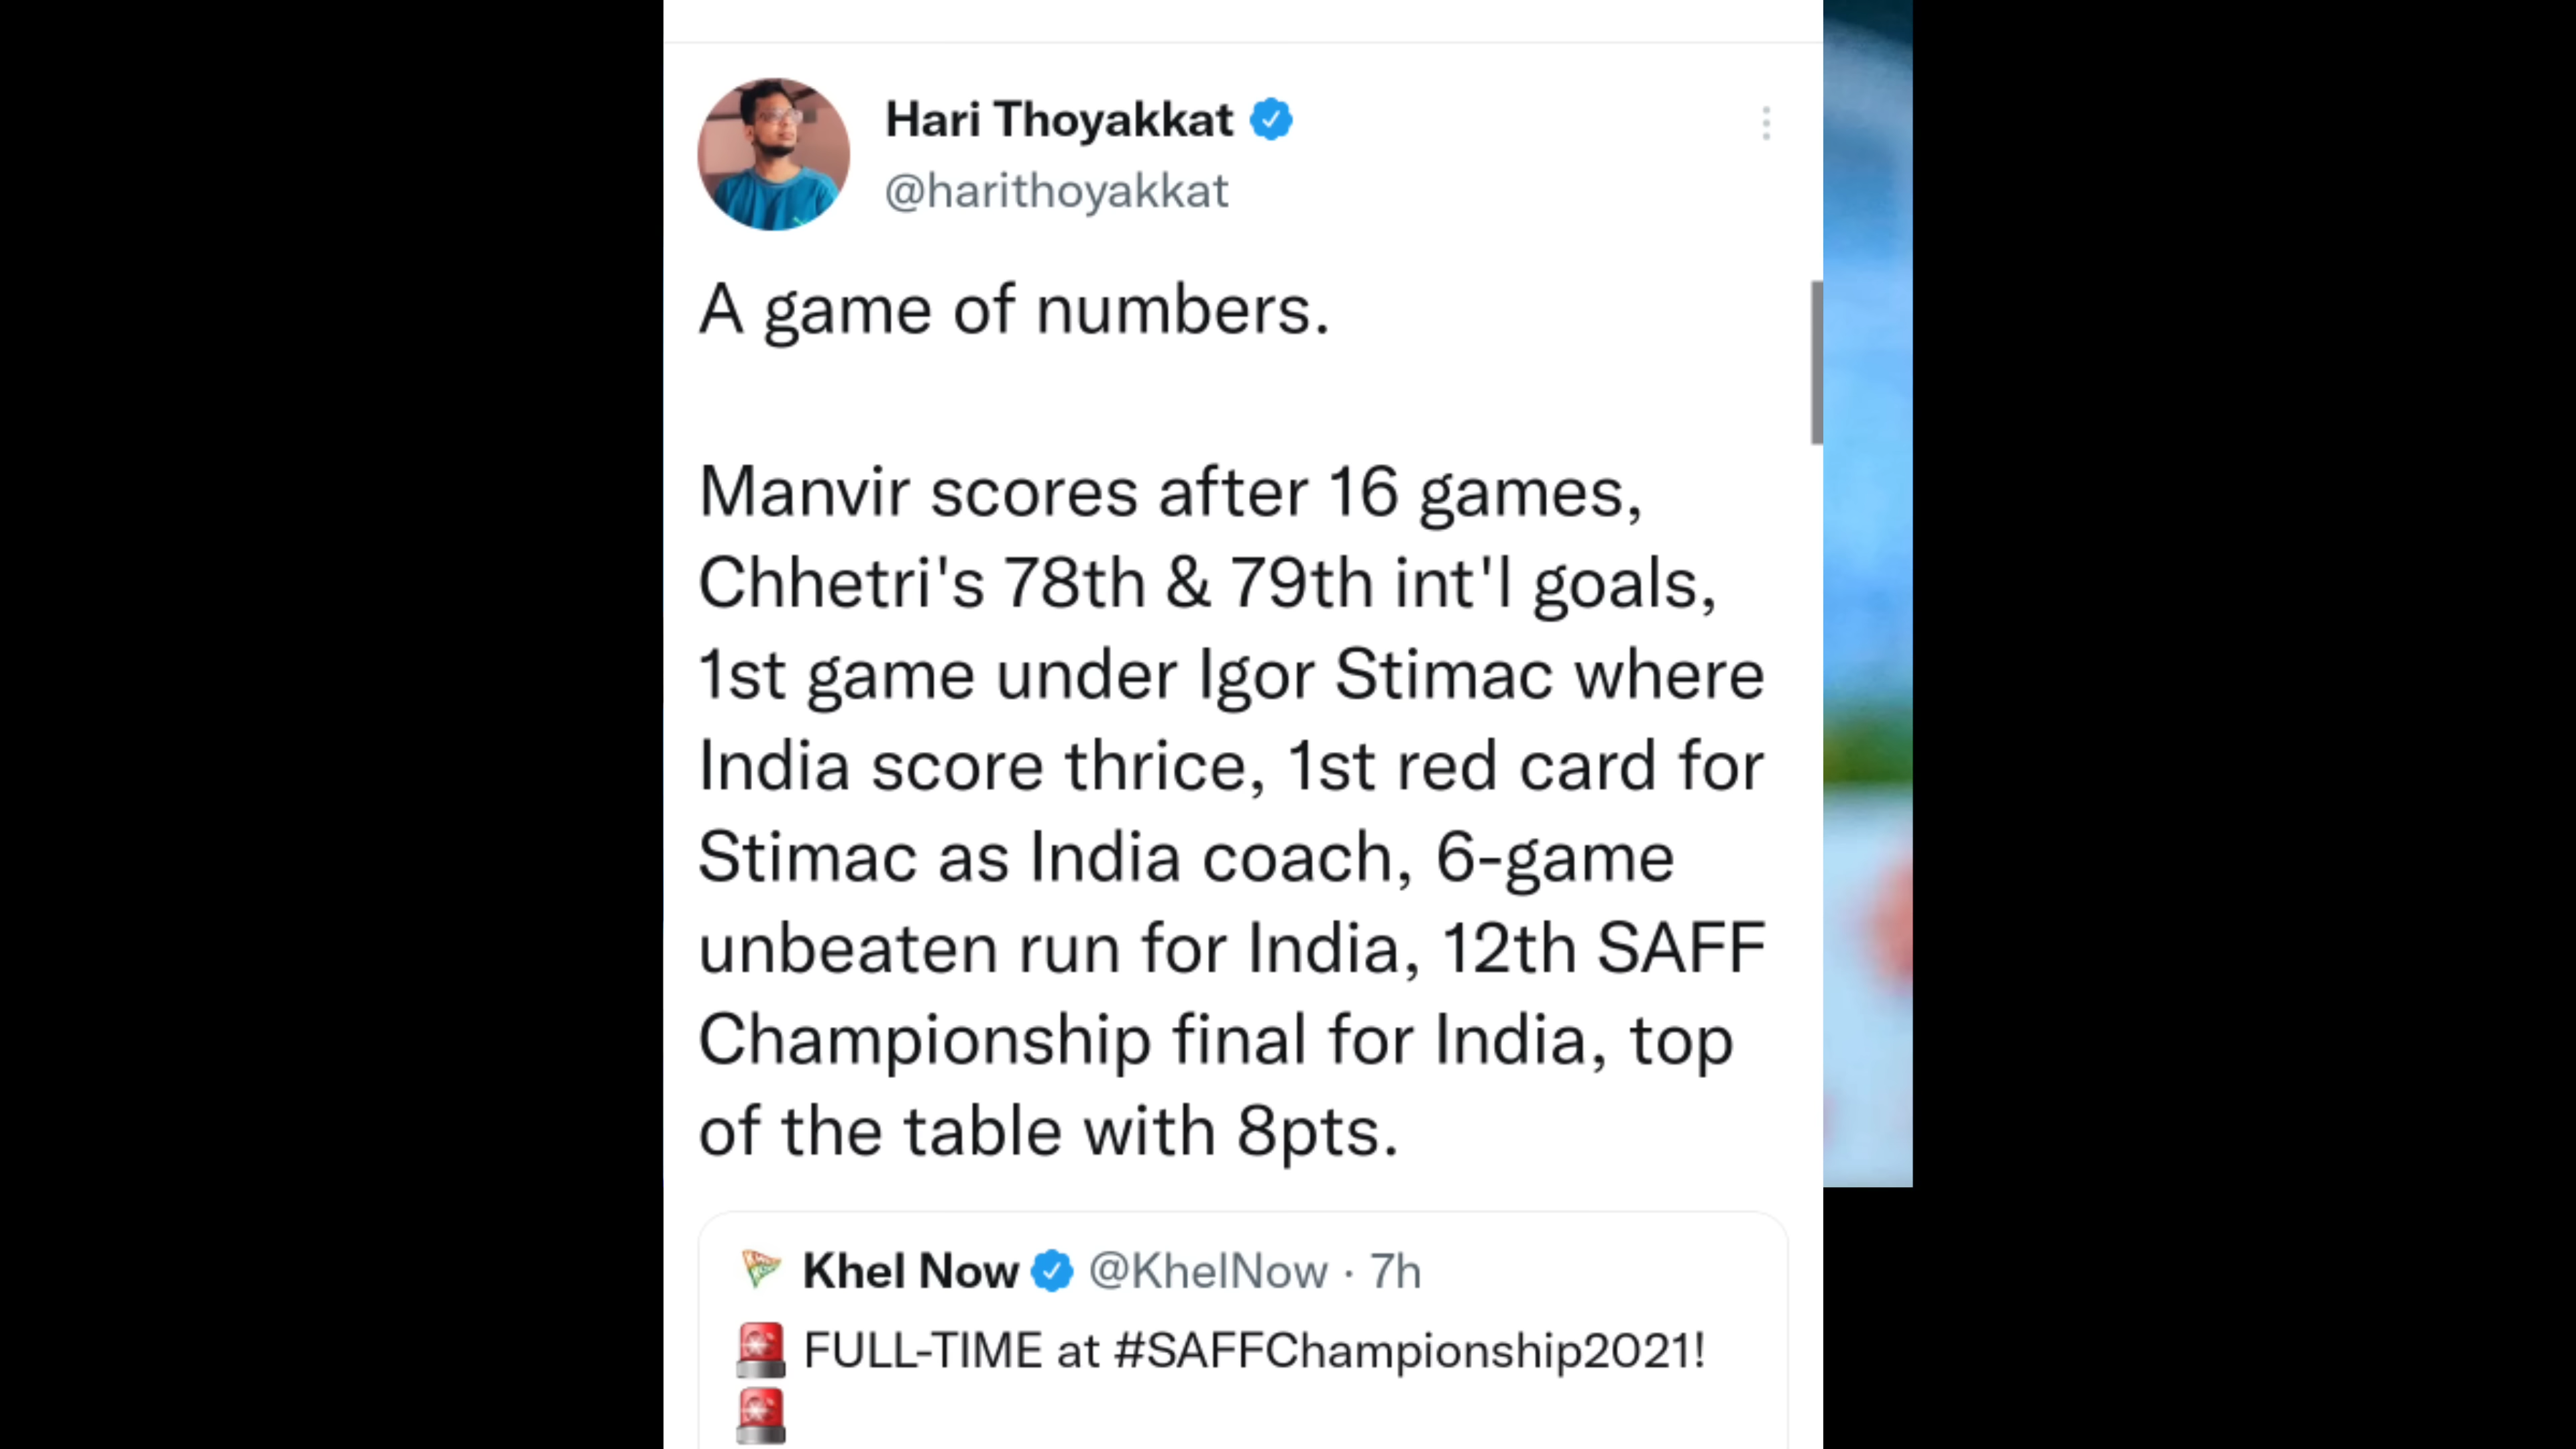 Hari Thoyakkat
@harithoyakkat
A game of numbers.
Manvir scores after 16 games,
Chhetri's 78th & 79th int'l goals,
1st game under Igor Stimac where
India score thrice, 1st red card for
Stimac as India coach, 6-game
unbeaten run for India, 12th SAFF
Championship final for India, top
of the table with 8pts.
Khel Now @KhelNow · 7h
🚨 FULL-TIME at #SAFFChampionship2021!
🚨